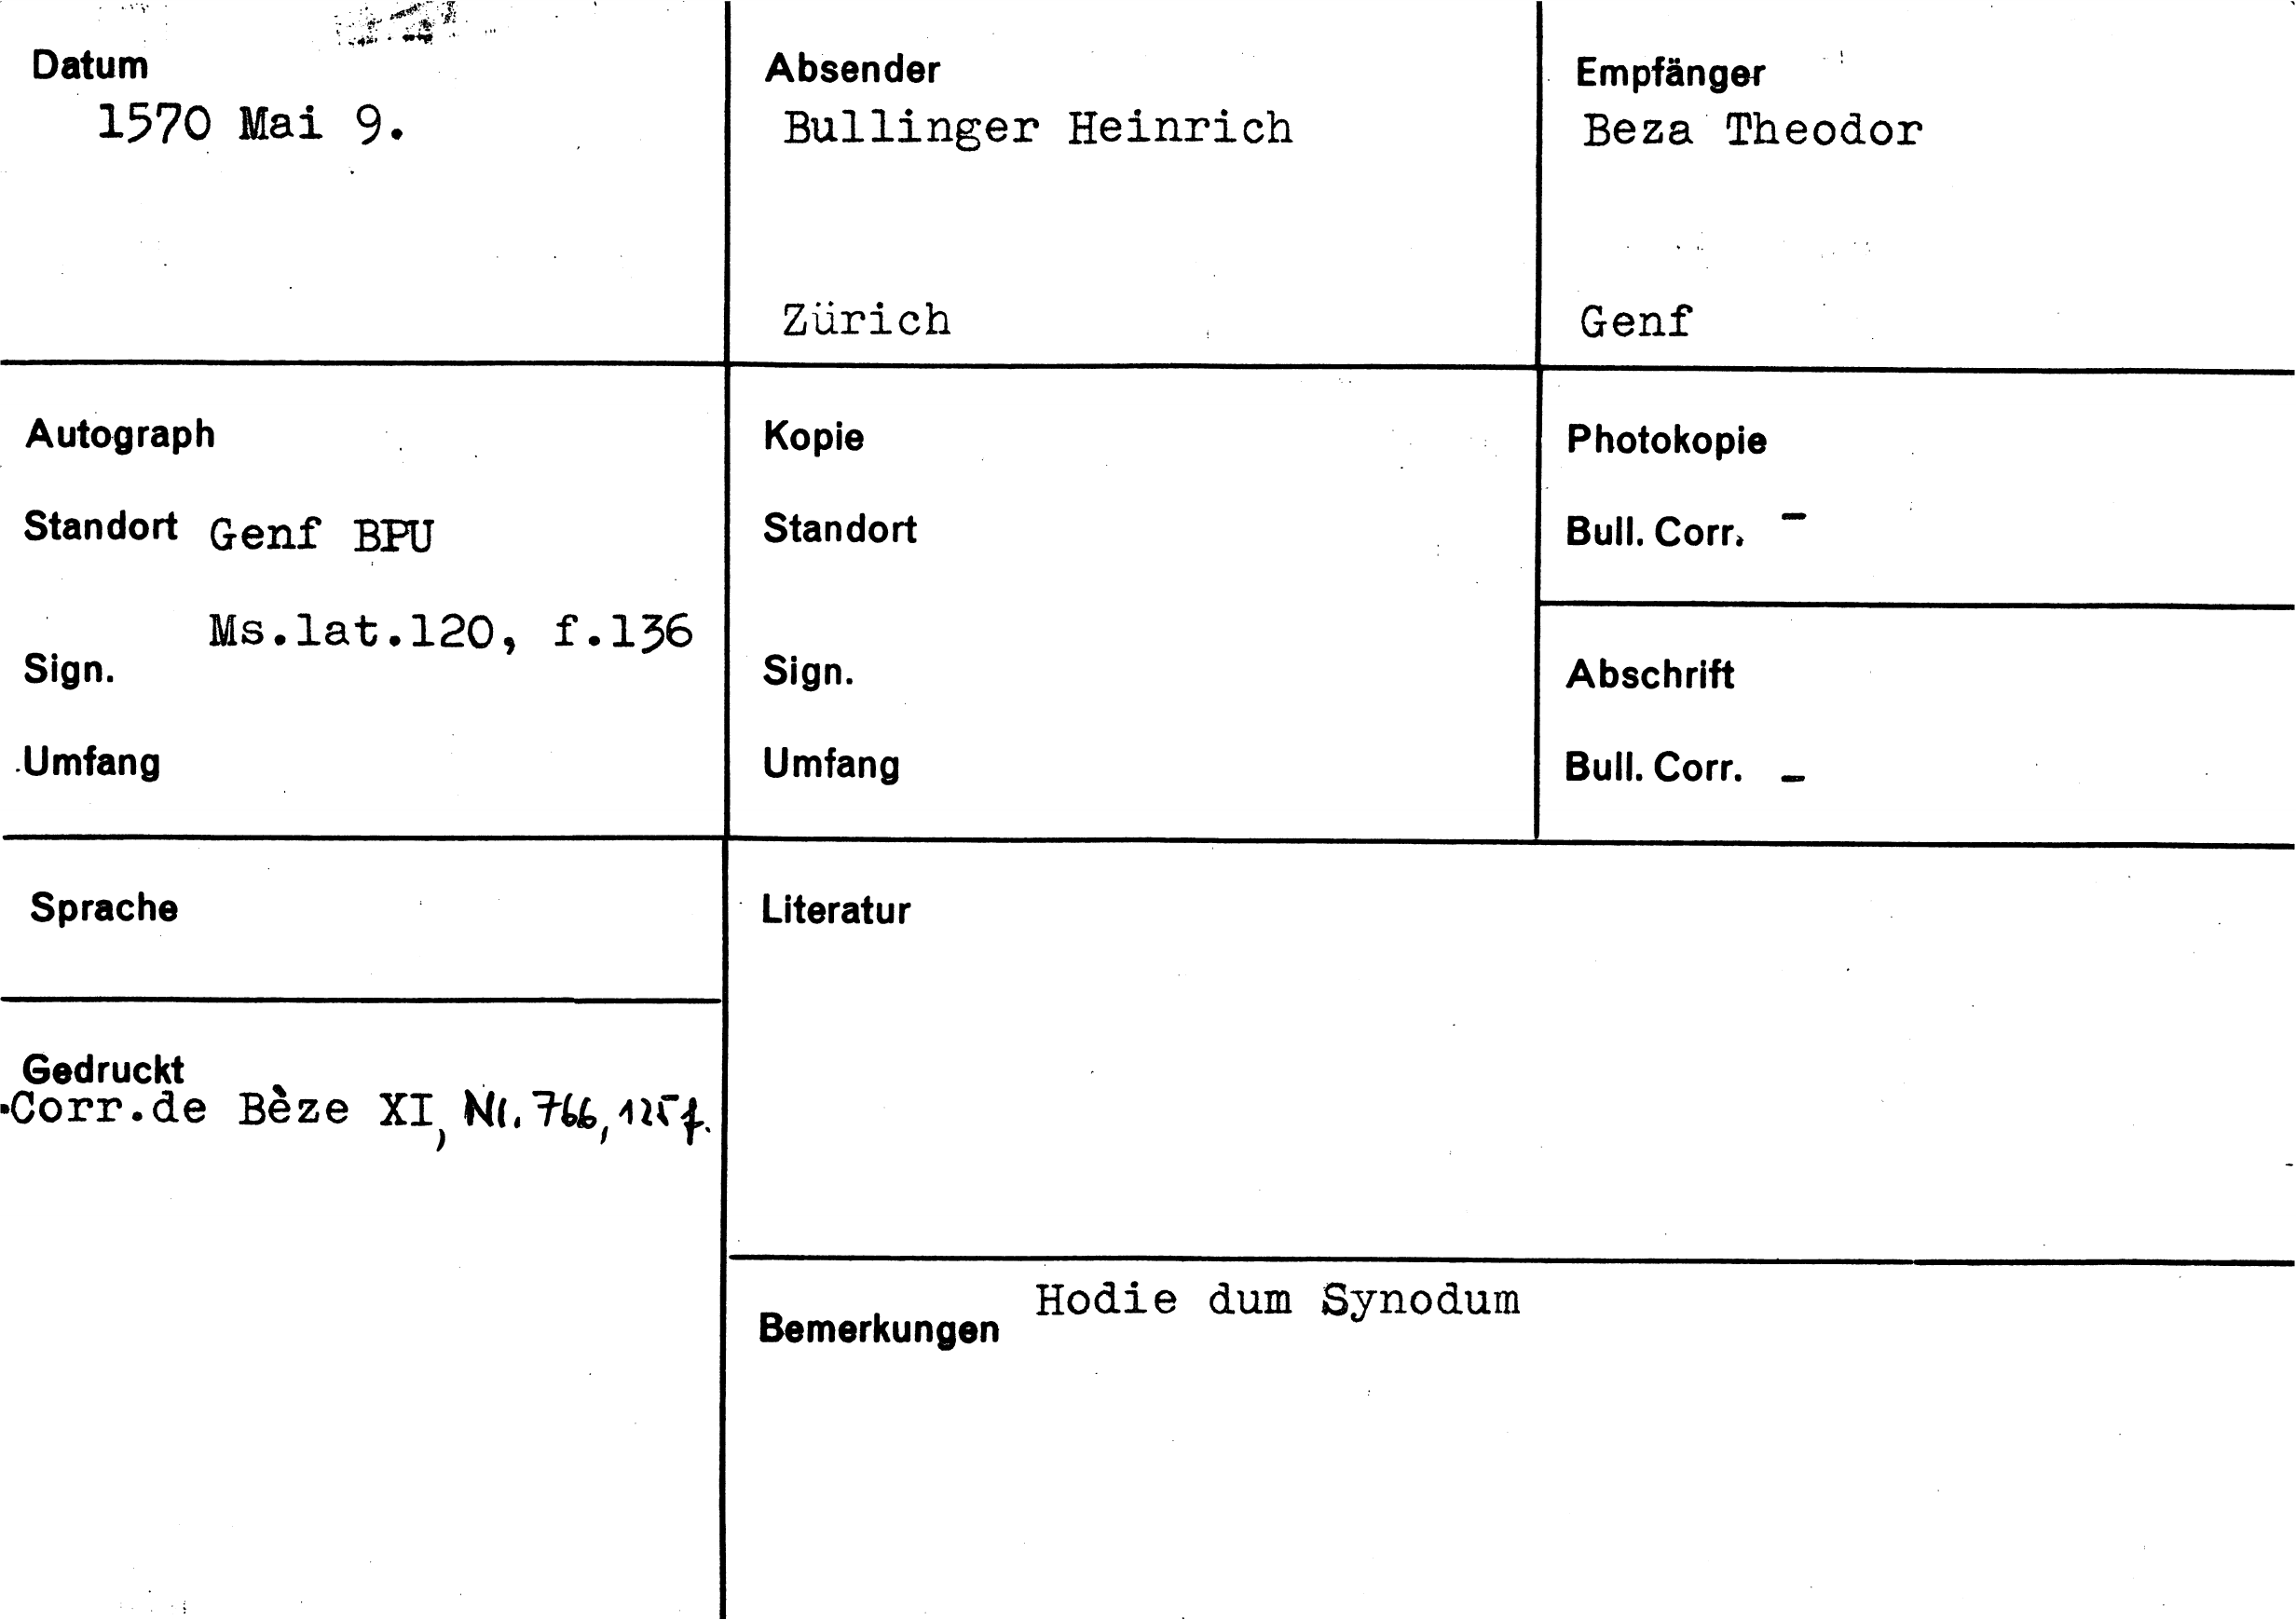 Datum
1570 Mai 9.
Absender
Bullinger Heinrich
Zürich
Empfänger
Beza Theodor
Genf
Autograph
Standort Genf BPU
Ms.lat.120, f.136
Sign.
Umfang
Kopie
Standort
Sign.
Umfang
Photokopie
Bull. Corr. -
Abschrift
Bull. Corr. -
Sprache
Gedruckt
Corr.de Bèze XI, Nr. 766, 125f.
Literatur
Hodie dum Synodum
Bemerkungen